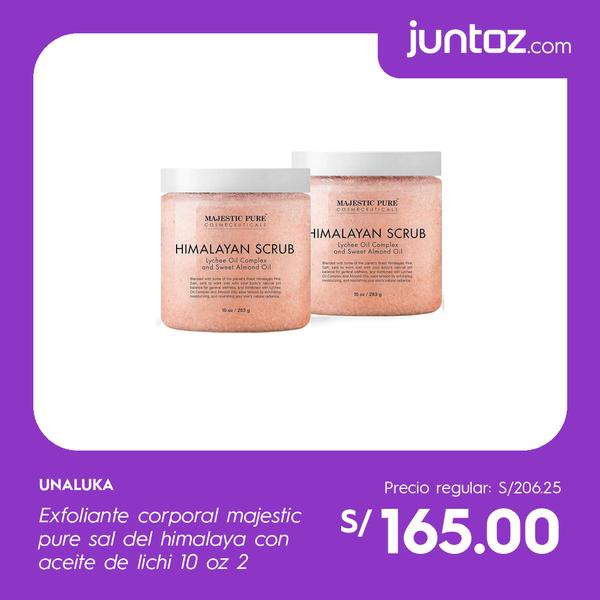 juntoz.com
MAJESTIC PURE
COSMECEUTICALS
HIMALAYAN SCRUB
Lychee Oil Complex
and Sweet Almond Oil
10 oz / 283 g
MAJESTIC PURE
COSMECEUTICALS
HIMALAYAN SCRUB
Lychee Oil Complex
and Sweet Almond Oil
10 oz / 283 g
UNALUKA
Exfoliante corporal majestic
pure sal del himalaya con
aceite de lichi 10 oz 2
Precio regular: S/206.25
S/165.00